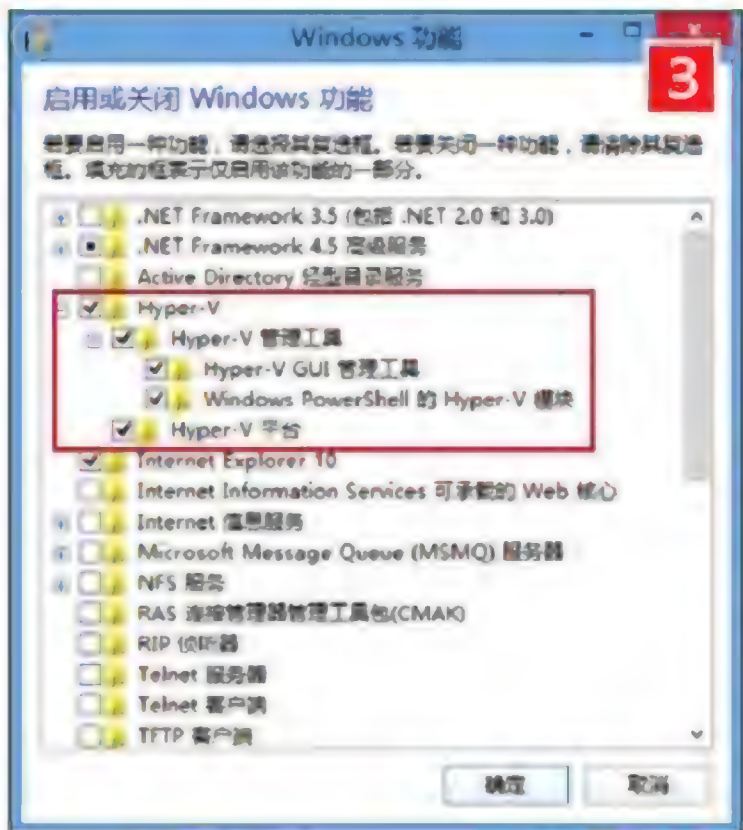 Windows 功能
3
启用或关闭 Windows 功能
若要启用一种功能，请选择其复选框。若要关闭一种功能，请清除其复选
框。填充的框表示仅启用该功能的一部分。
.NET Framework 3.5 (包括 .NET 2.0 和 3.0)
.NET Framework 4.5 高级服务
Active Directory 轻型目录服务
Hyper-V
Hyper-V 管理工具
Hyper-V GUI 管理工具
Windows PowerShell 的 Hyper-V 模块
Hyper-V 平台
Internet Explorer 10
Internet Information Services 可承载的 Web 核心
Internet 信息服务
Microsoft Message Queue (MSMQ) 服务器
NFS 服务
RAS 连接管理器管理工具包(CMAK)
RIP 侦听器
Telnet 服务器
Telnet 客户端
TFTP 客户端
确定 取消